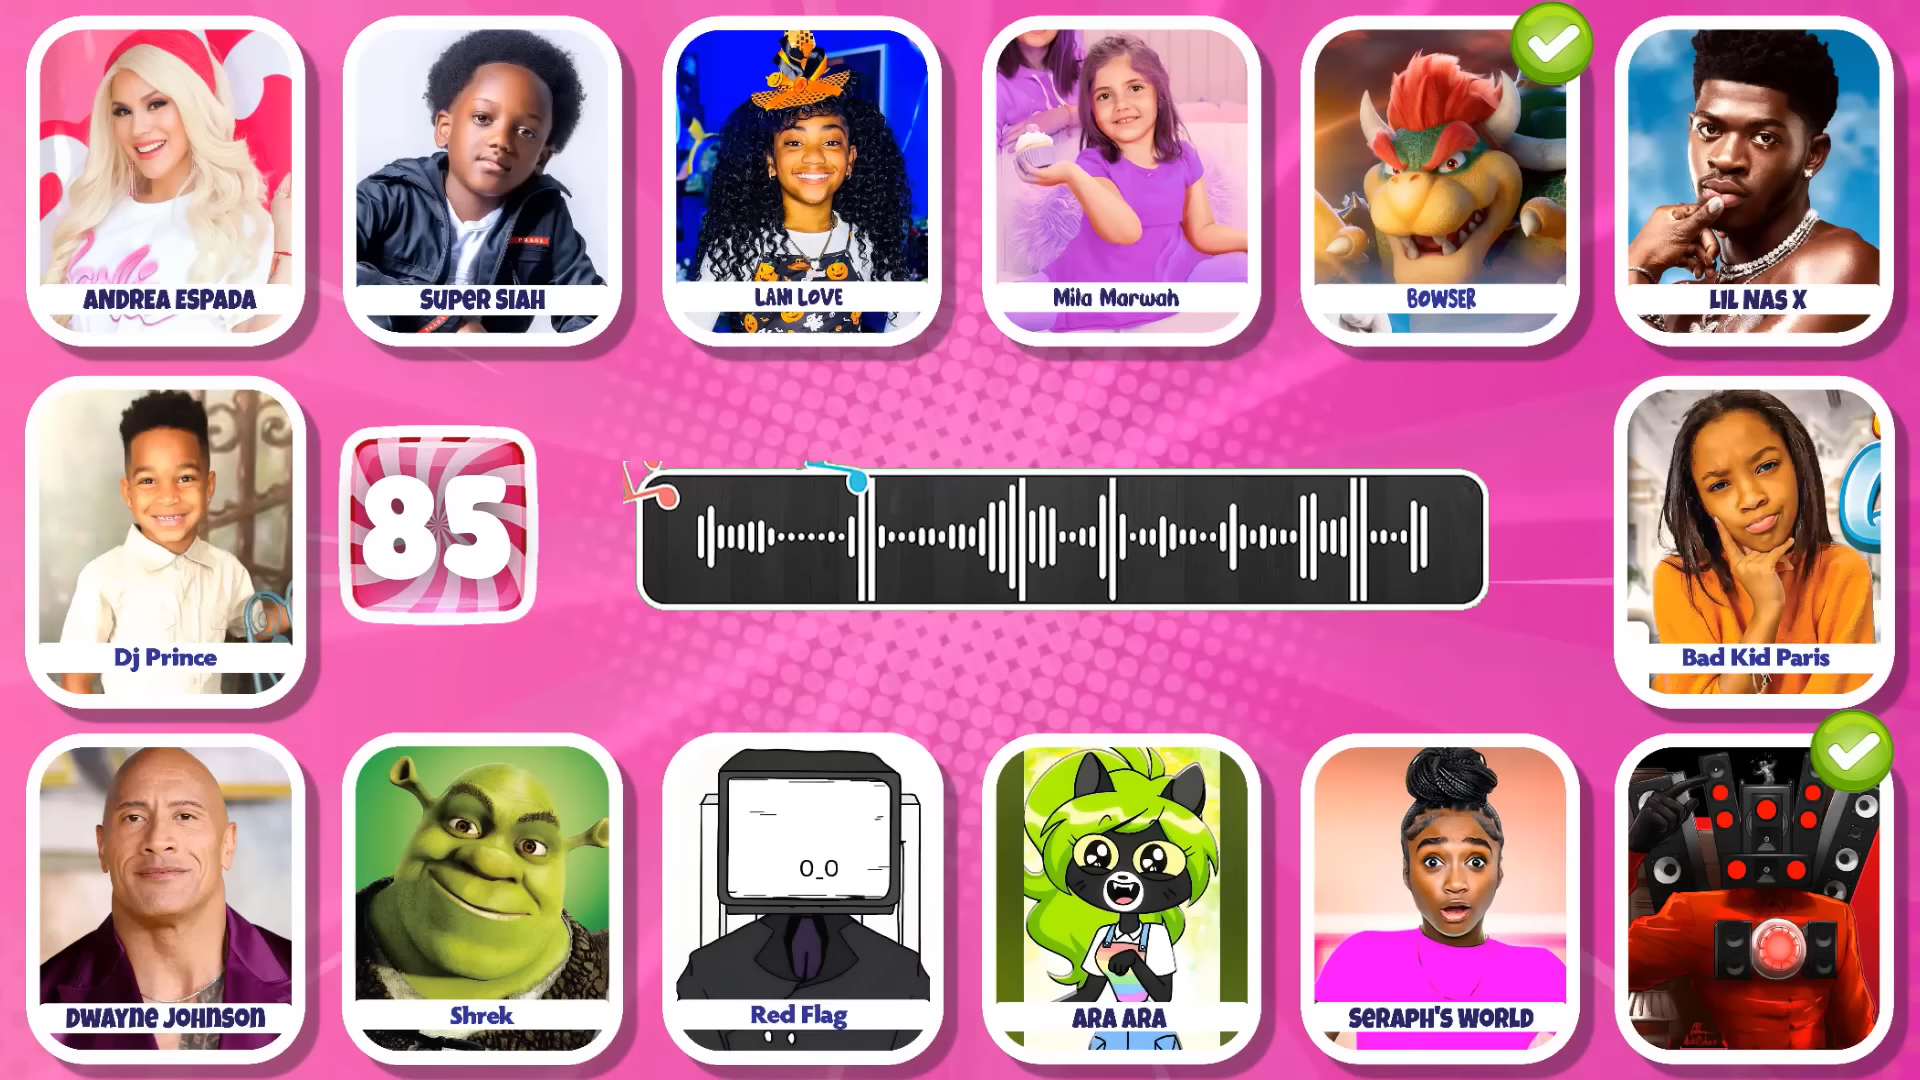 ANDREA ESPADA
SUPER SIAH
LANI LOVE
Mila Marwah
BOWSER
LIL NAS X
Dj Prince
85
Bad Kid Paris
DWAYNE JOHNSON
Shrek
0_0
Red Flag
ARA ARA
SERAPH'S WORLD